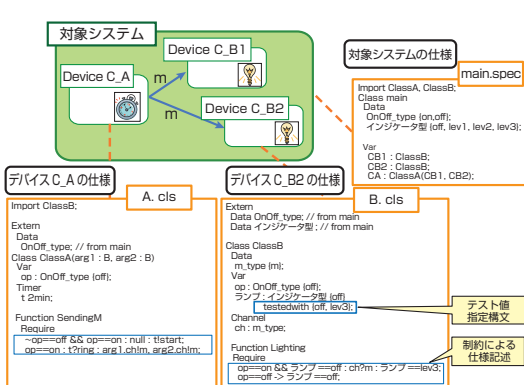 対象システム
Device C_B1
Device C_A
m
m
Device C_B2
対象システムの仕様
main.spec
Import ClassA, ClassB;
Class main
Data
OnOff_type {on,off};
インジケータ型 {off, lev1, lev2, lev3};
Var
CB1 : ClassB;
CB2 : ClassB;
CA : ClassA(CB1, CB2);
デバイスC_Aの仕様
A. cls
Import ClassB;
Extern
Data
OnOff_type; // from main
Class ClassA(arg1 : B, arg2 : B)
Var
op : OnOff_type {off};
Timer
t 2min;
Function SendingM
Require
~op==off && op==on : null : t!start;
op==on : t?ring : arg1.ch!m, arg2.ch!m;
デバイスC_B2の仕様
B. cls
Extern
Data OnOff_type; // from main
Data インジケータ型 ; // from main
Class ClassB
Data
m_type {m};
Var
op : OnOff_type {off};
ランプ : インジケータ型 {off}
testedwith {off, lev3};
Channel
ch : m_type;
Function Lighting
Require
op==on && ランプ ==off : ch?m : ランプ ==lev3;
op==off -> ランプ ==off;
テスト値
指定構文
制約による
仕様記述